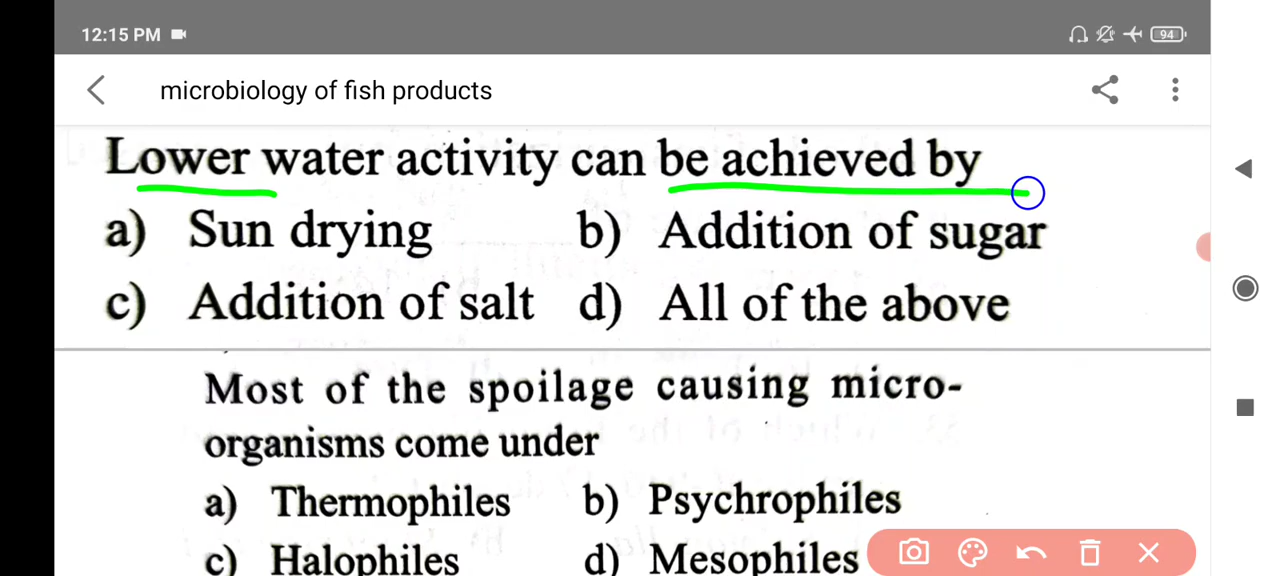 12:15 PM 94
microbiology of fish products
Lower water activity can be achieved by
a) Sun drying b) Addition of sugar
c) Addition of salt d) All of the above
Most of the spoilage causing micro-
organisms come under
a) Thermophiles b) Psychrophiles
c) Halophiles d) Mesophiles